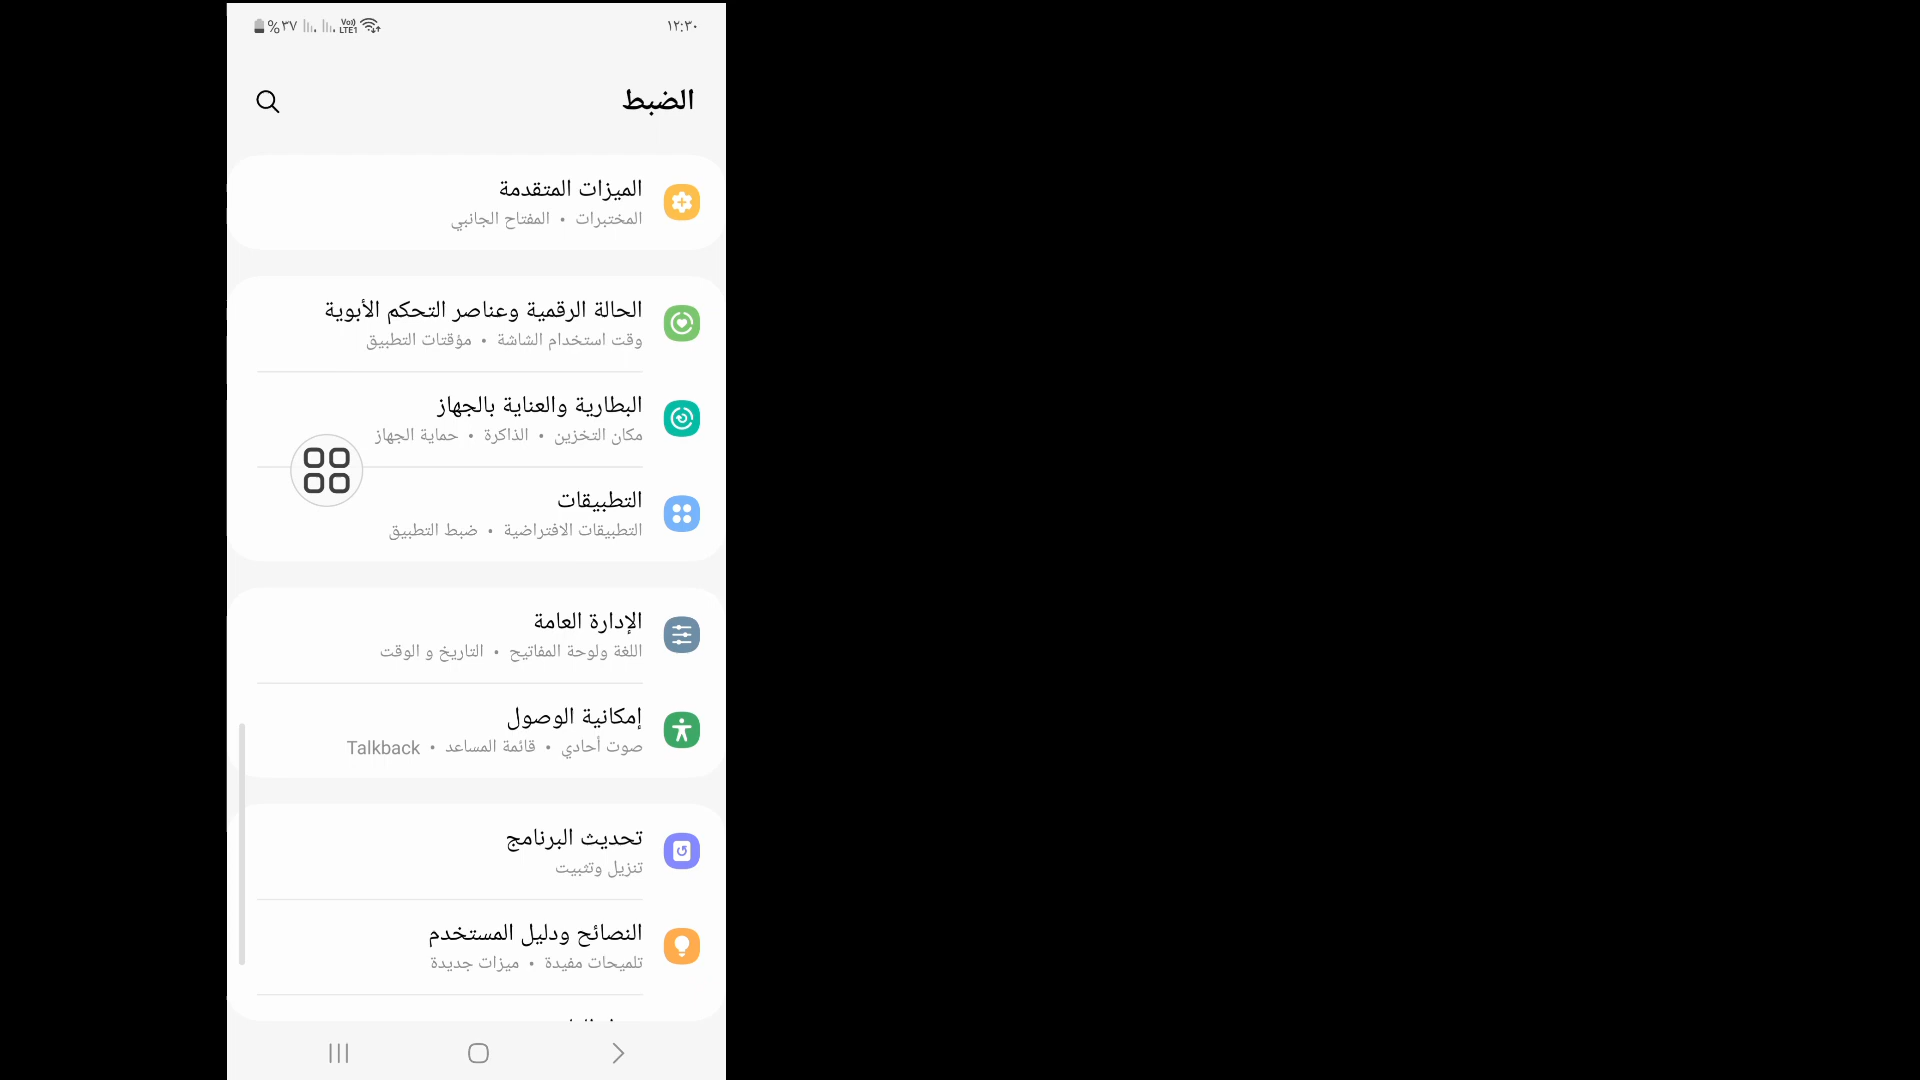 ١٢:٣٠
Vo)) LTE1 %٣٧
الضبط
الميزات المتقدمة
المختبرات • المفتاح الجانبي
الحالة الرقمية وعناصر التحكم الأبوية
وقت استخدام الشاشة • مؤقتات التطبيق
البطارية والعناية بالجهاز
مكان التخزين • الذاكرة • حماية الجهاز
التطبيقات
التطبيقات الافتراضية • ضبط التطبيق
الإدارة العامة
اللغة ولوحة المفاتيح • التاريخ و الوقت
إمكانية الوصول
صوت أحادي • قائمة المساعد • Talkback
تحديث البرنامج
تنزيل وتثبيت
النصائح ودليل المستخدم
تلميحات مفيدة • ميزات جديدة